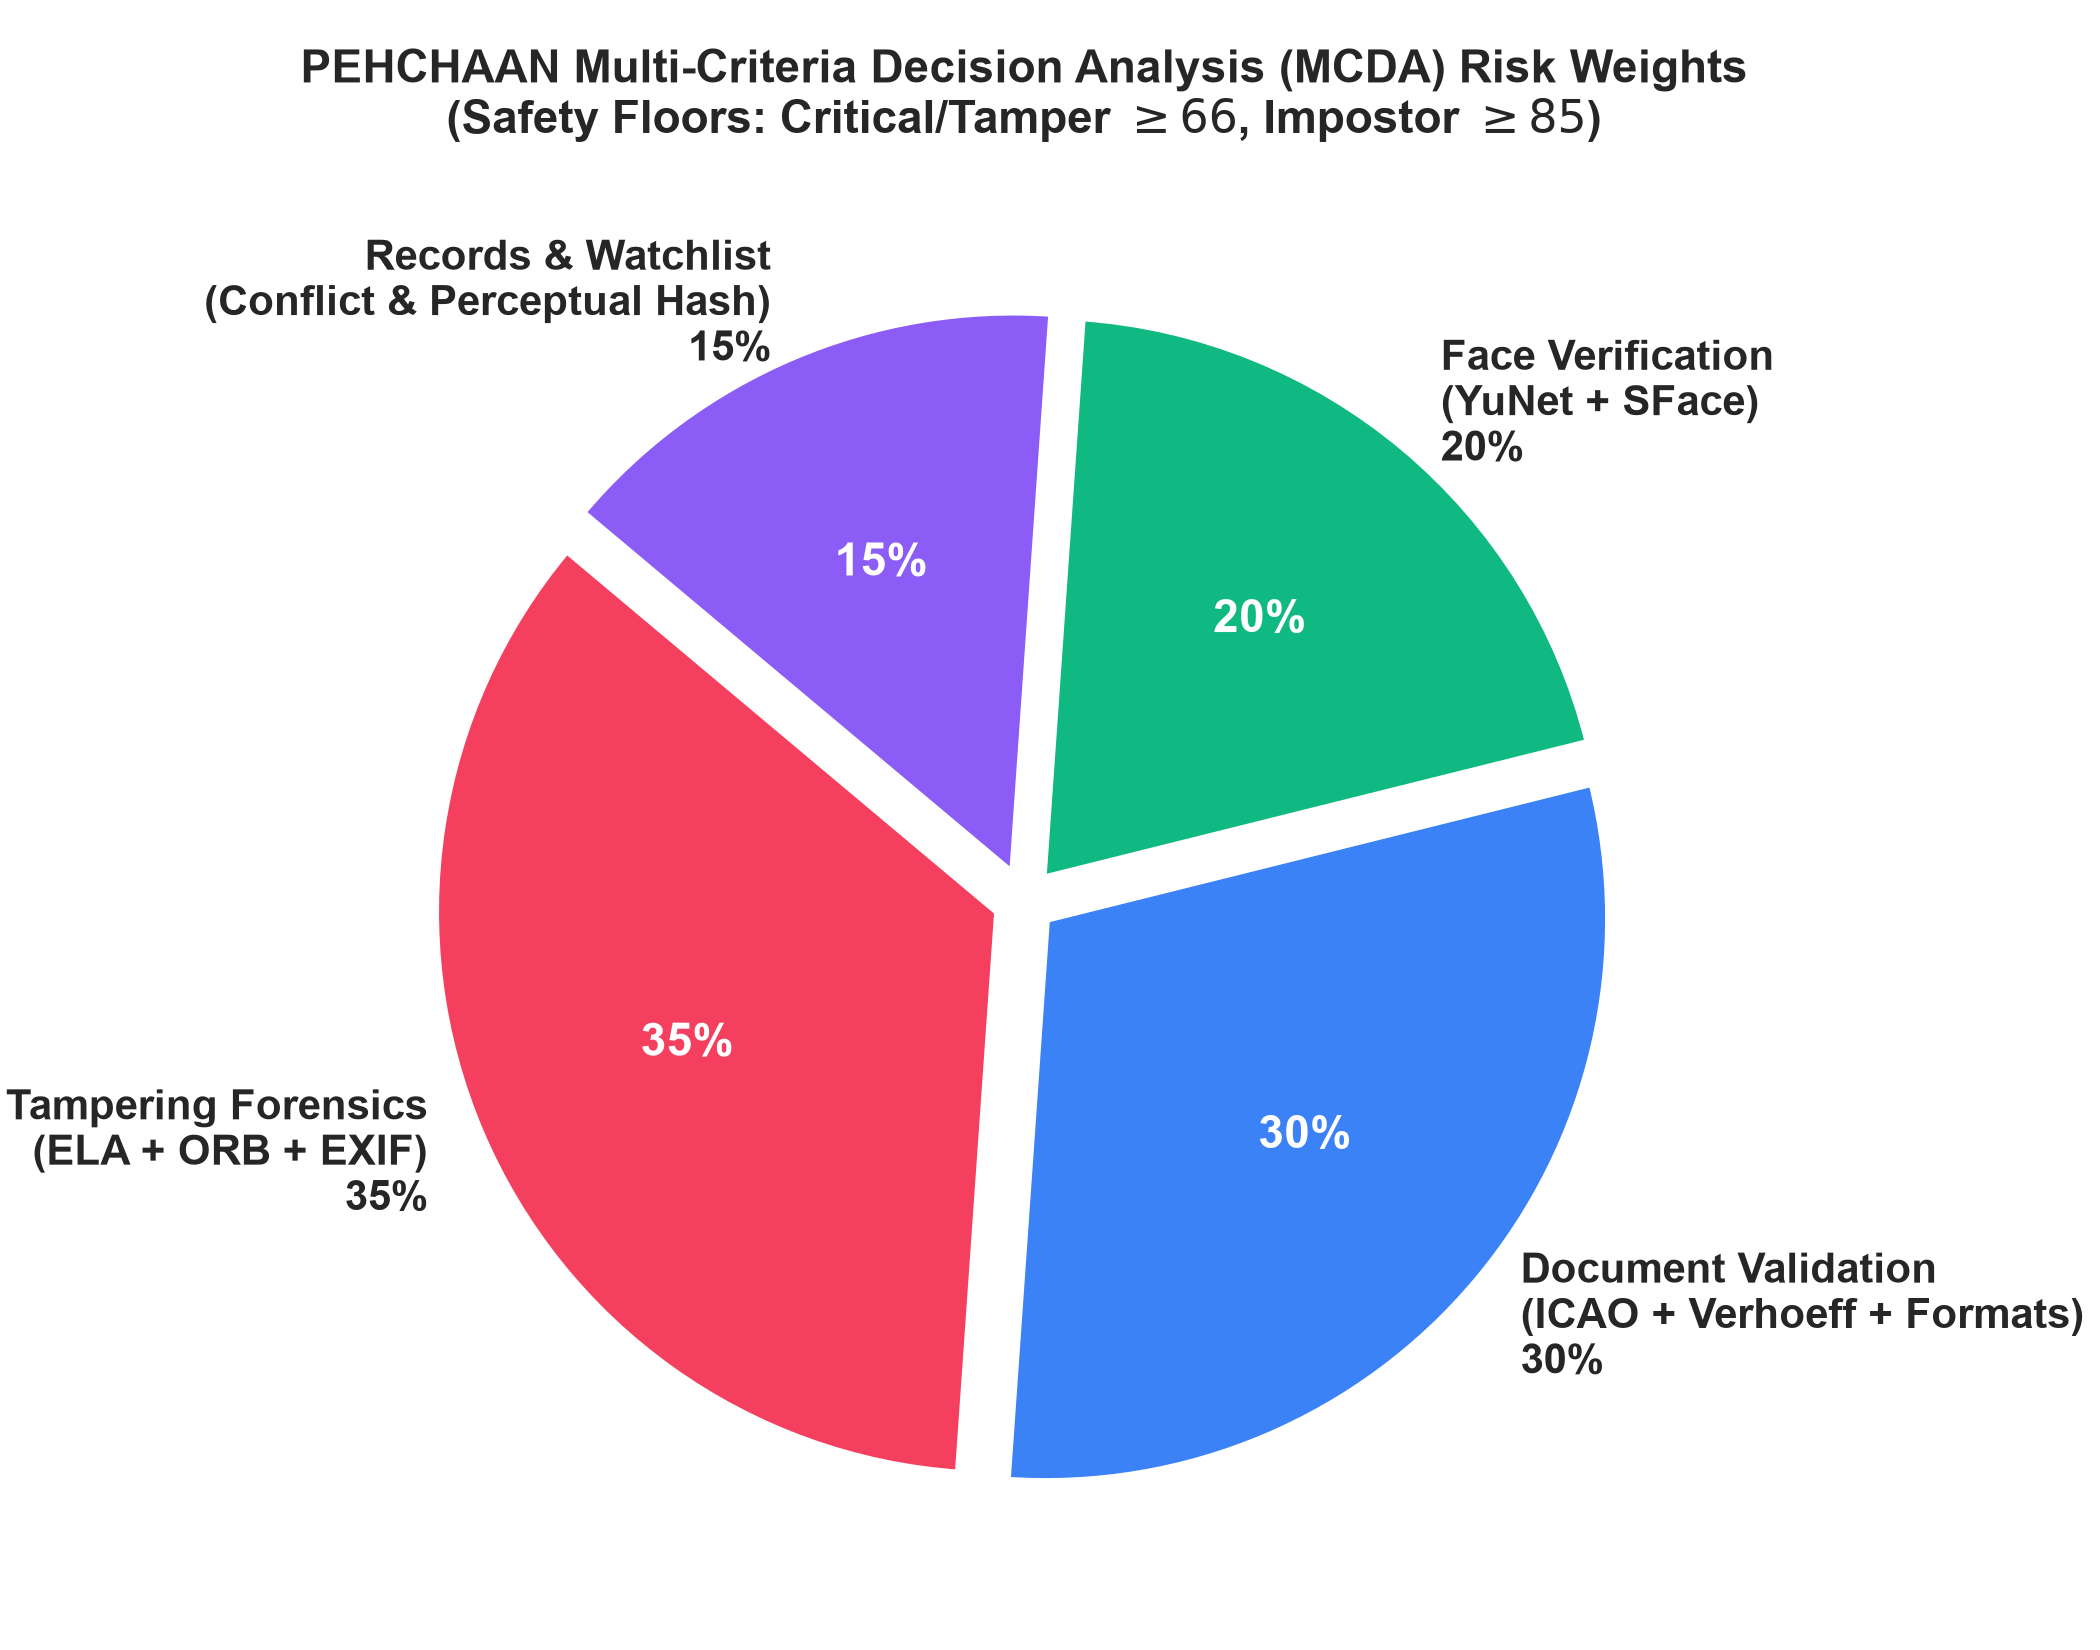 PEHCHAAN Multi-Criteria Decision Analysis (MCDA) Risk Weights
(Safety Floors: Critical/Tamper ≥ 66, Impostor ≥ 85)
Records & Watchlist
(Conflict & Perceptual Hash)
15%
Face Verification
(YuNet + SFace)
20%
15%
20%
35%
30%
Tampering Forensics
(ELA + ORB + EXIF)
35%
Document Validation
(ICAO + Verhoeff + Formats)
30%